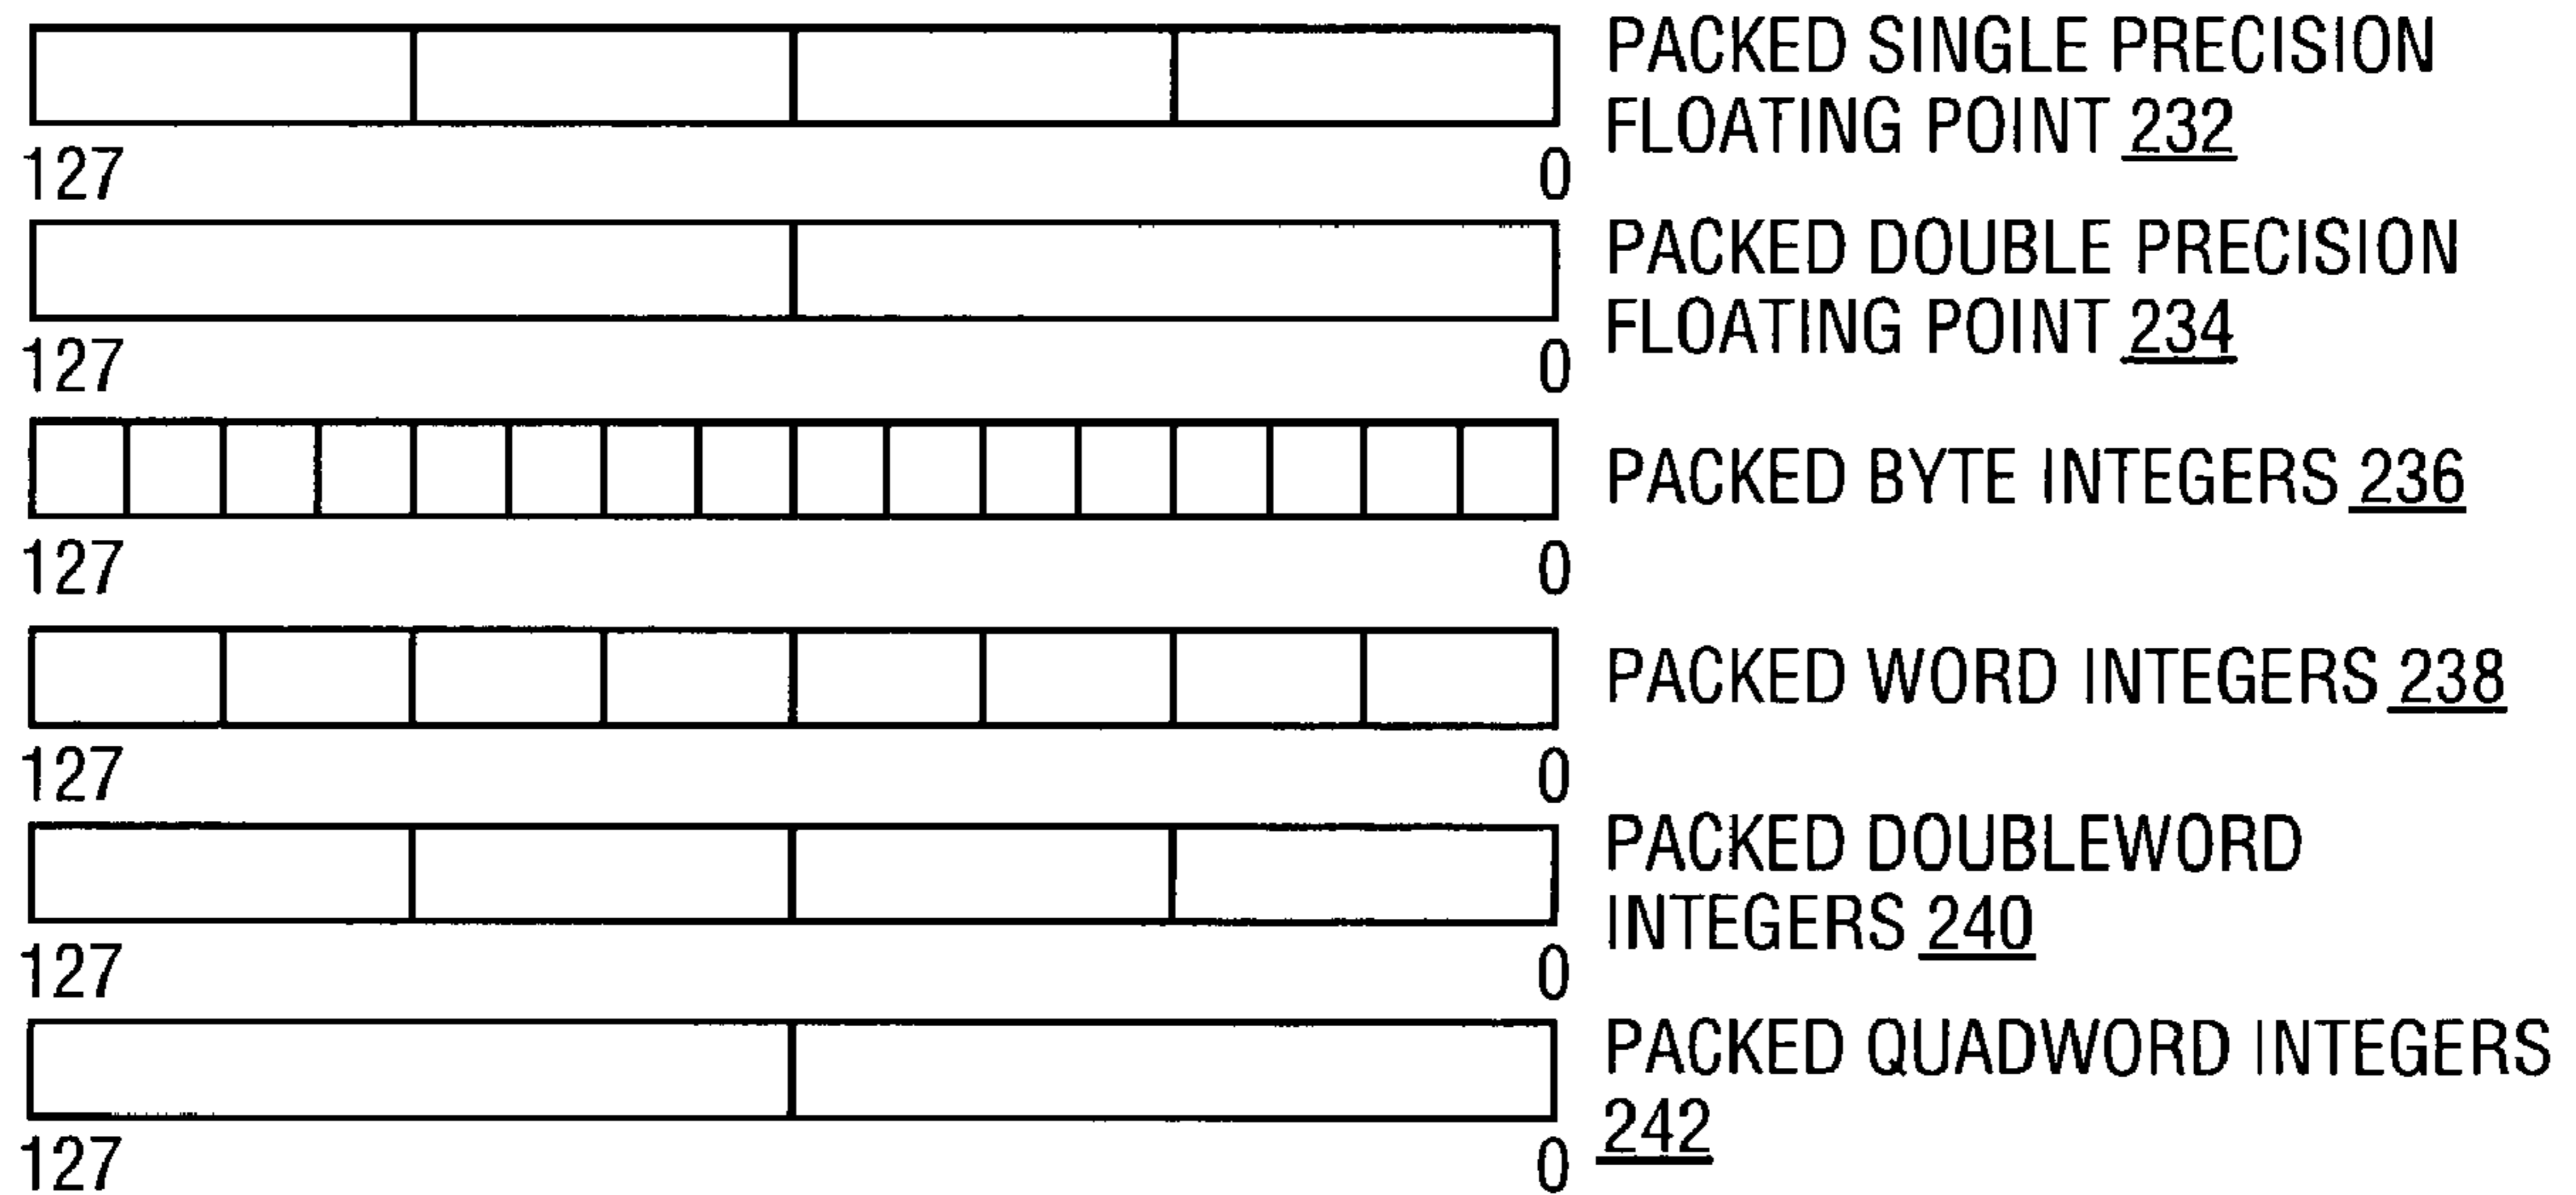 PACKED SINGLE PRECISION
FLOATING POINT 232
127 0
PACKED DOUBLE PRECISION
FLOATING POINT 234
127 0
PACKED BYTE INTEGERS 236
127 0
PACKED WORD INTEGERS 238
127 0
PACKED DOUBLEWORD
INTEGERS 240
127 0
PACKED QUADWORD INTEGERS
242
127 0